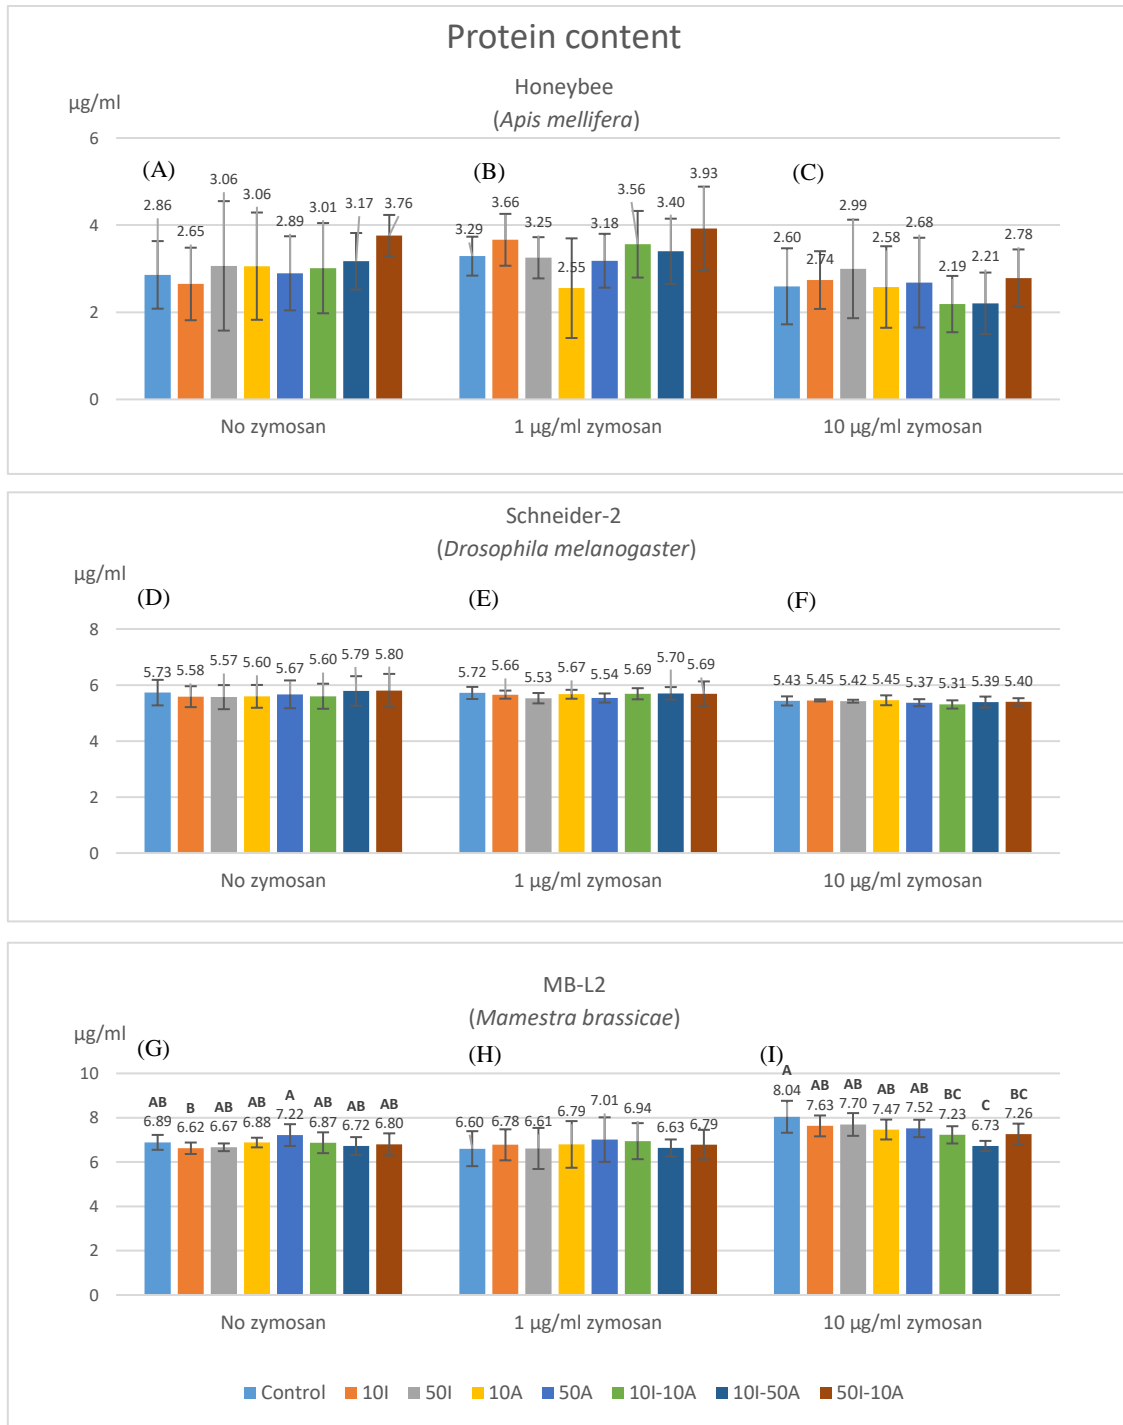 Protein content
Honeybee
(Apis mellifera)
µg/ml
6
4
2
0
(A) (B) (C)
2.86 2.65 3.06 3.06 2.89 3.01 3.17 3.76
3.29 3.66 3.25 2.55 3.18 3.56 3.40 3.93
2.60 2.74 2.99 2.58 2.68 2.19 2.21 2.78
No zymosan 1 µg/ml zymosan 10 µg/ml zymosan
Schneider-2
(Drosophila melanogaster)
µg/ml
8
6
4
2
0
(D) (E) (F)
5.73 5.58 5.57 5.60 5.67 5.60 5.79 5.80
5.72 5.66 5.53 5.67 5.54 5.69 5.70 5.69
5.43 5.45 5.42 5.45 5.37 5.31 5.39 5.40
No zymosan 1 µg/ml zymosan 10 µg/ml zymosan
MB-L2
(Mamestra brassicae)
µg/ml
10
8
6
4
2
0
(G) (H) (I)
AB B AB AB A AB AB AB
6.89 6.62 6.67 6.88 7.22 6.87 6.72 6.80
6.60 6.78 6.61 6.79 7.01 6.94 6.63 6.79
A AB AB AB AB BC C BC
8.04 7.63 7.70 7.47 7.52 7.23 6.73 7.26
No zymosan 1 µg/ml zymosan 10 µg/ml zymosan
Control 10I 50I 10A 50A 10I-10A 10I-50A 50I-10A